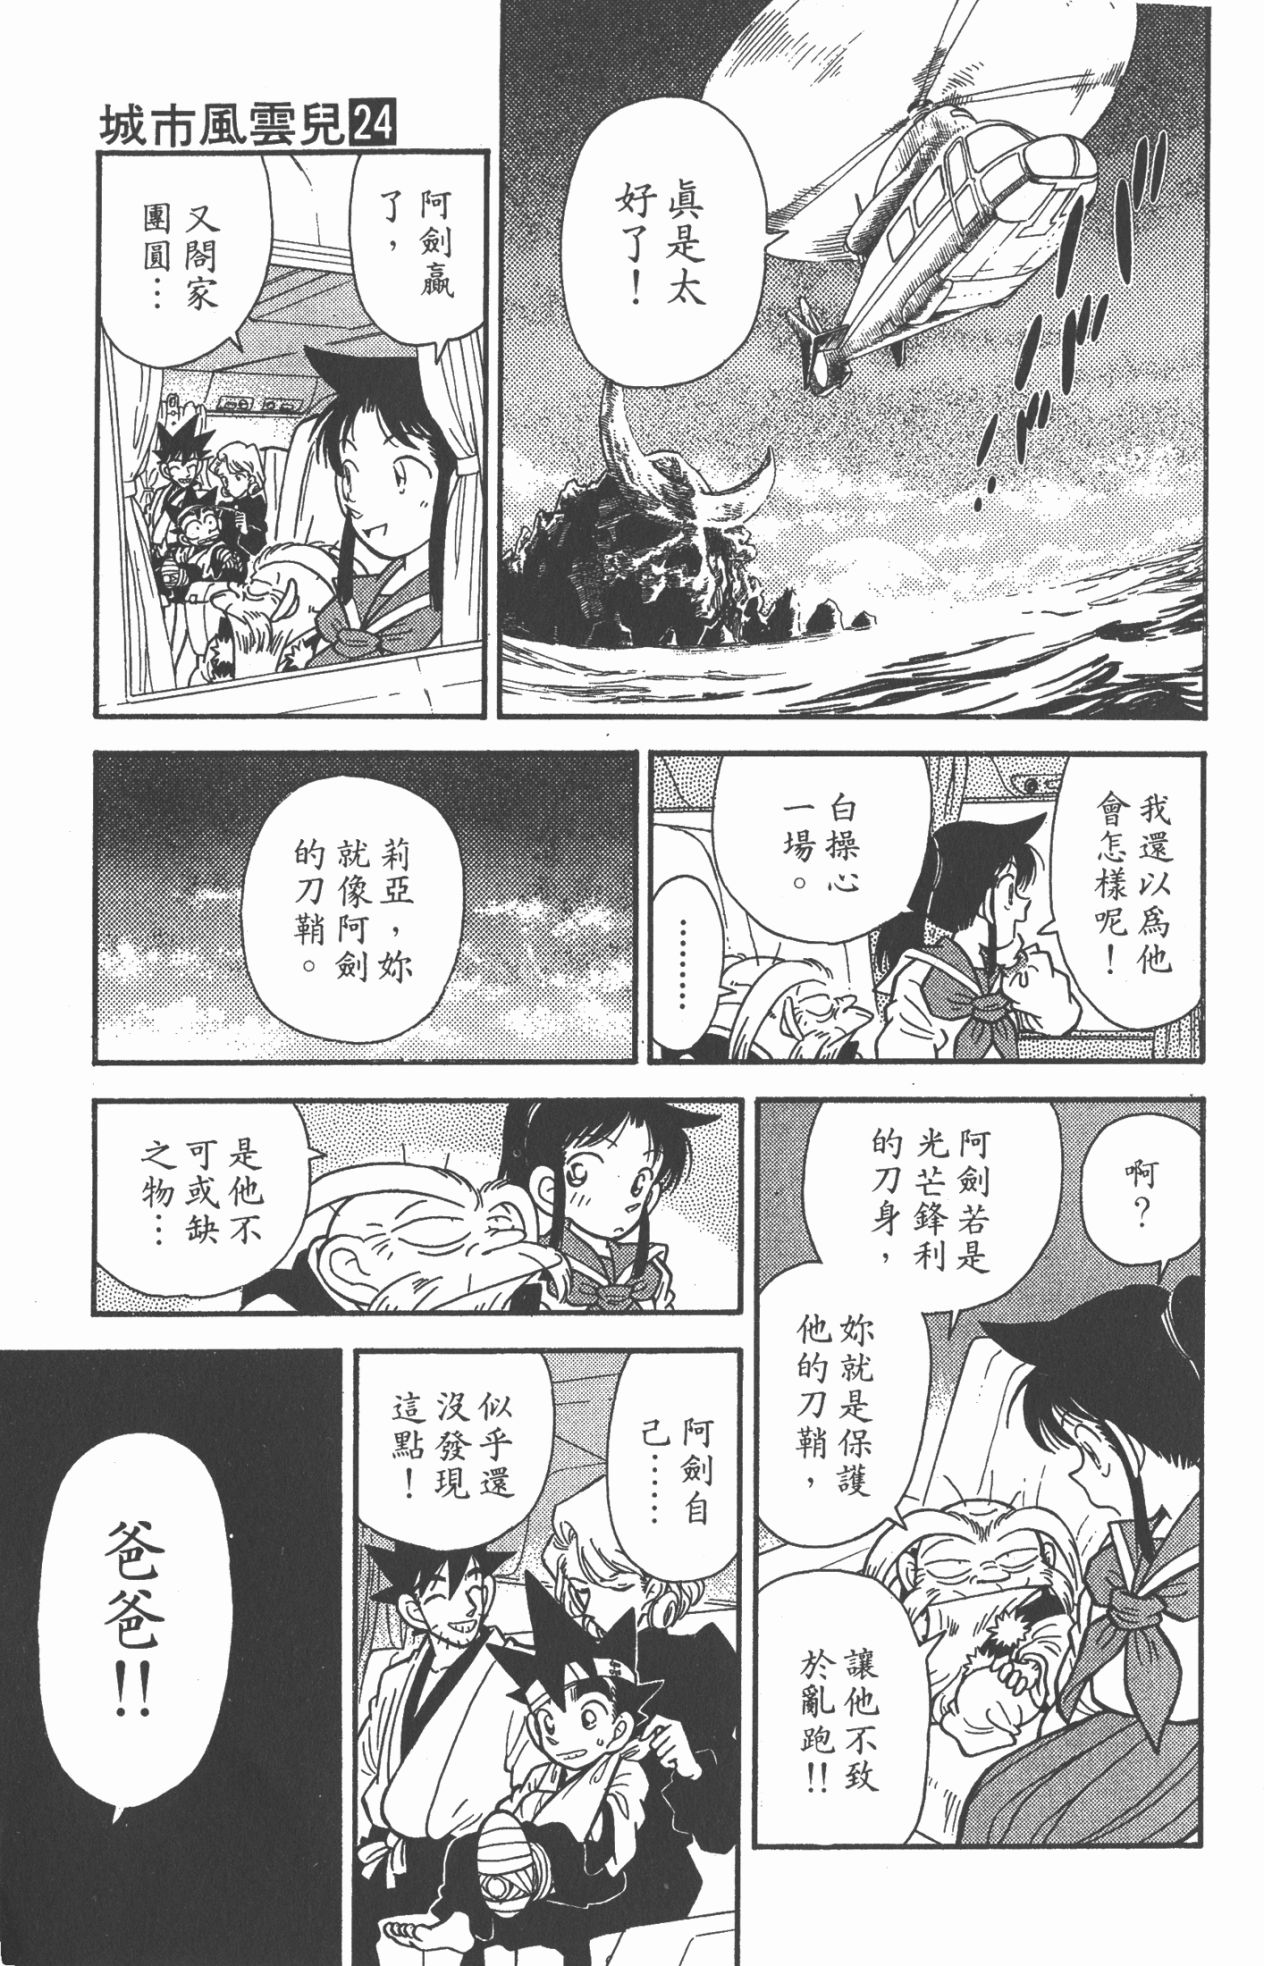 城市風雲兒24
眞是太
好了！
阿劍贏
了，
又閤家
團圓…
我還以為他
會怎樣呢！
白操心
一場。
………
莉亞，妳
就像阿劍
的刀鞘。
啊？
阿劍若是
光芒鋒利
的刀身，
妳就是保護
他的刀鞘，
讓他不致
於亂跑!!
是他不
可或缺
之物…
阿劍自
己……
似乎還
沒發現
這點！
爸爸!!